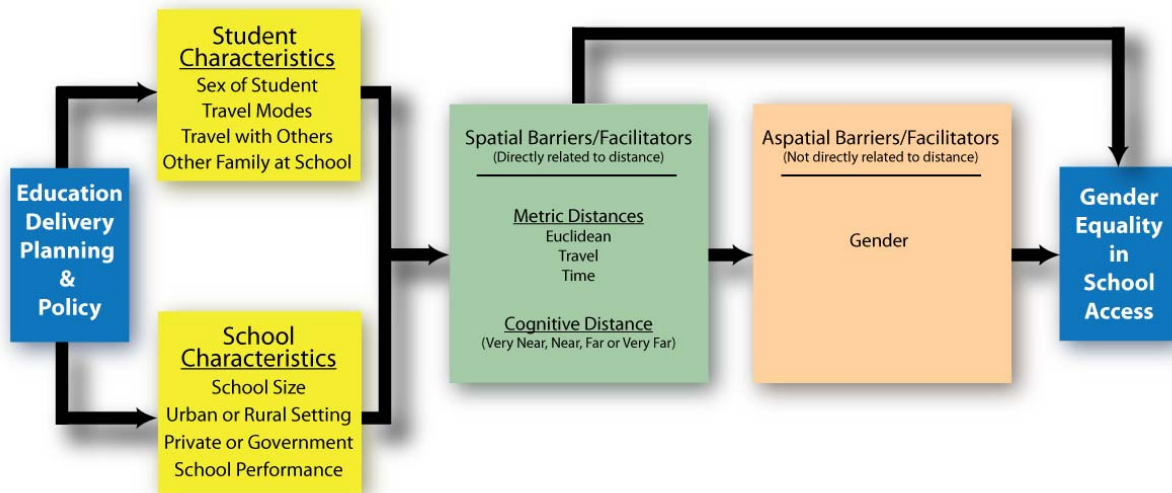 Education
Delivery
Planning
&
Policy
Student
Characteristics
Sex of Student
Travel Modes
Travel with Others
Other Family at School
School
Characteristics
School Size
Urban or Rural Setting
Private or Government
School Performance
Spatial Barriers/Facilitators
(Directly related to distance)
Metric Distances
Euclidean
Travel
Time
Cognitive Distance
(Very Near, Near, Far or Very Far)
Aspatial Barriers/Facilitators
(Not directly related to distance)
Gender
Gender
Equality
in
School
Access